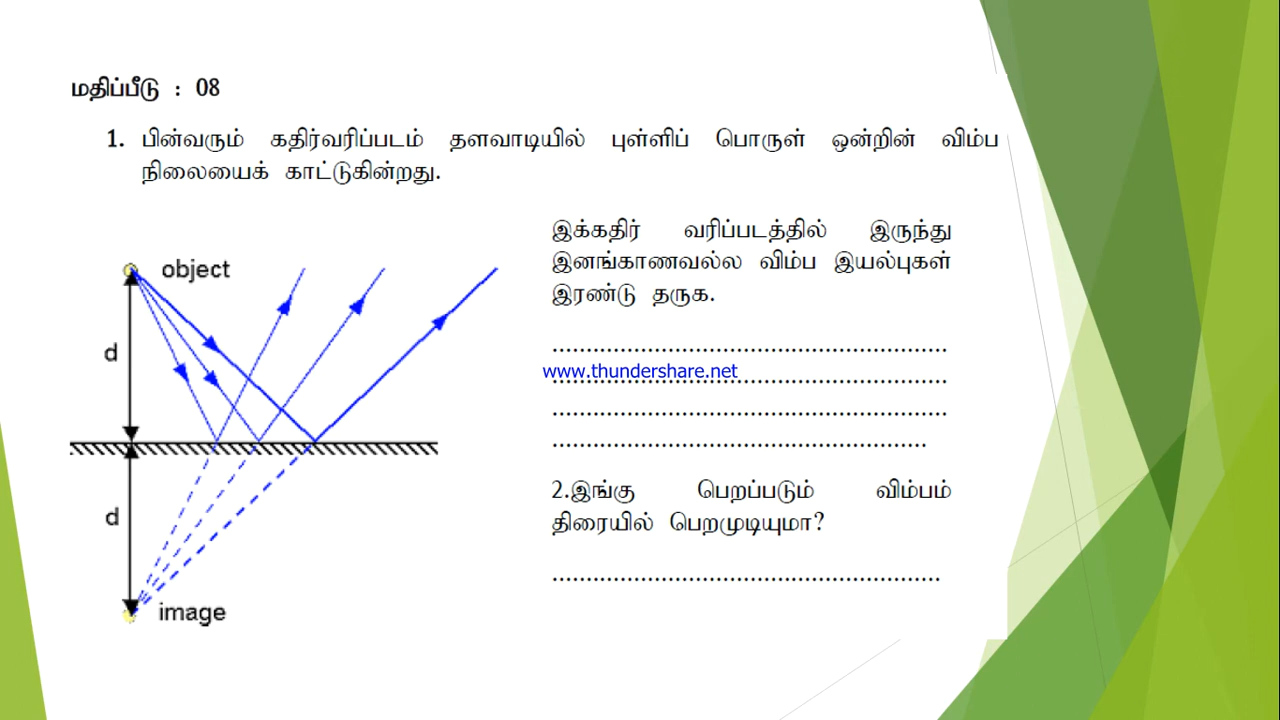 மதிப்பீடு : 08
1. பின்வரும் கதிர்வரிப்படம் தளவாடியில் புள்ளிப் பொருள் ஒன்றின் விம்ப
நிலையைக் காட்டுகின்றது.
இக்கதிர் வரிப்படத்தில் இருந்து
இனங்காணவல்ல விம்ப இயல்புகள்
இரண்டு தருக.
..........................................................
www.thundershare.net
..........................................................
..........................................................
.......................................................
2.இங்கு பெறப்படும் விம்பம்
திரையில் பெறமுடியுமா?
.........................................................
object
d
d
image